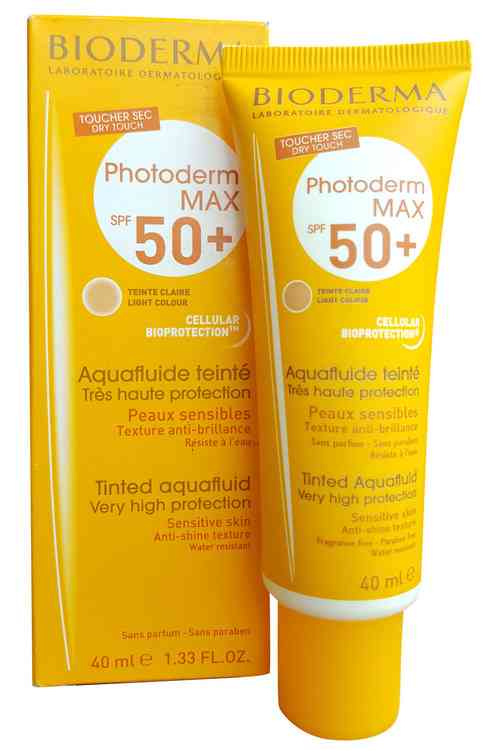 BIODERMA
LABORATOIRE DERMATOLOGIQUE
TOUCHER SEC
DRY TOUCH
Photoderm
MAX
SPF 50+
TEINTE CLAIRE
LIGHT COLOUR
CELLULAR
BIOPROTECTION™
Aquafluide teinté
Très haute protection
Peaux sensibles
Texture anti-brillance
Résiste à l'eau
Tinted aquafluid
Very high protection
Sensitive skin
Anti-shine texture
Water resistant
Sans parfum - Sans paraben
40 ml e 1.33 FL.OZ.
BIODERMA
LABORATOIRE DERMATOLOGIQUE
TOUCHER SEC
DRY TOUCH
Photoderm
MAX
SPF 50+
TEINTE CLAIRE
LIGHT COLOUR
CELLULAR
BIOPROTECTION®
Aquafluide teinté
Très haute protection
Peaux sensibles
Texture anti-brillance
Sans parfum - Sans paraben
Résiste à l'eau
Tinted Aquafluid
Very high protection
Sensitive skin
Anti-shine texture
Fragrance free - Paraben free
Water resistant
40 ml e